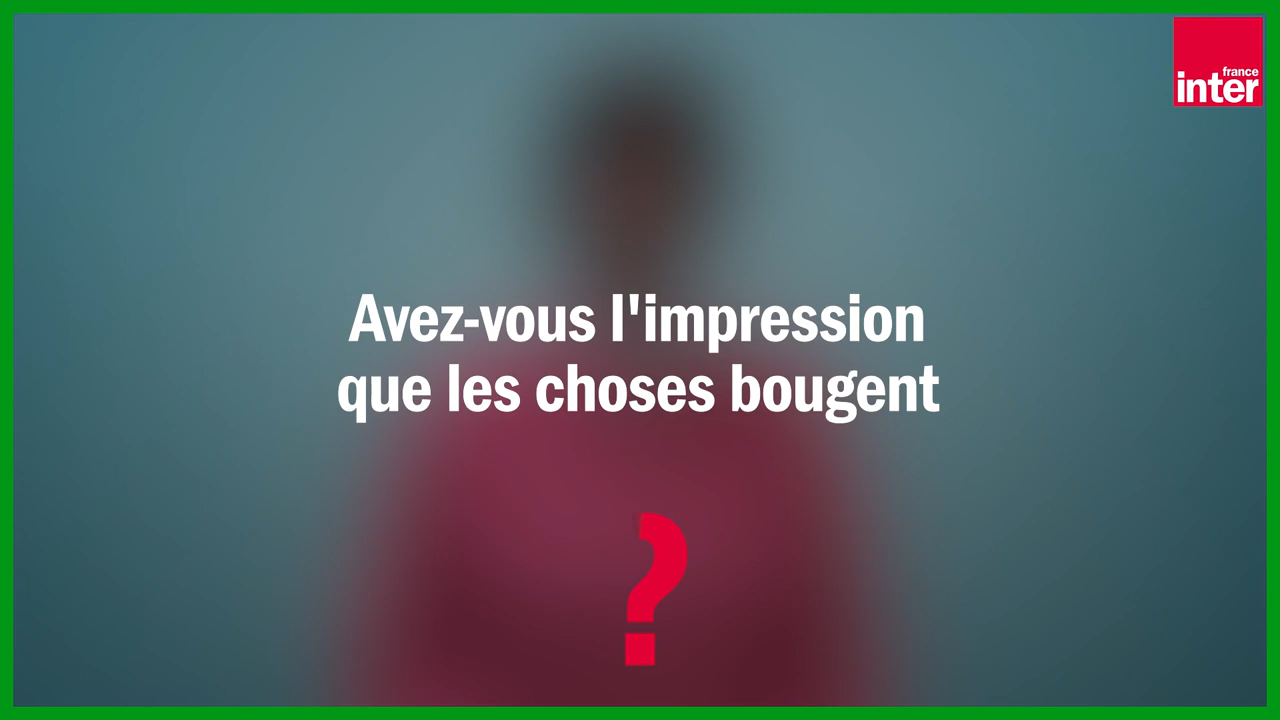 france
inter
Avez-vous l'impression
que les choses bougent
?